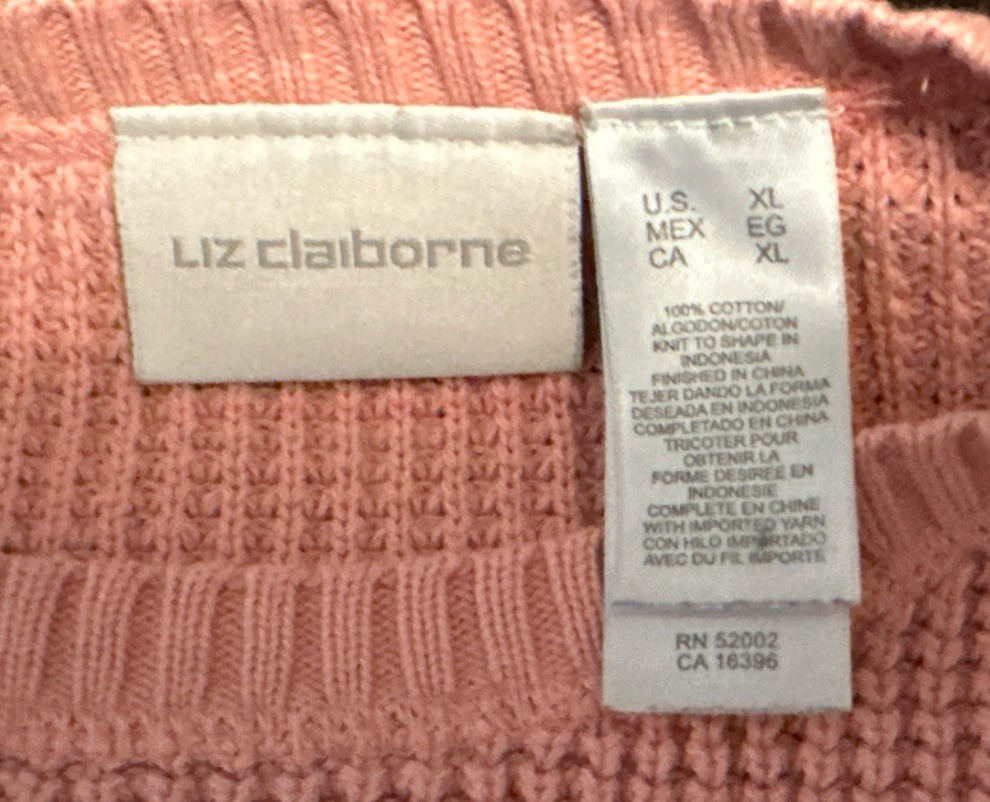 LIZ claiborne
U.S. XL
MEX EG
CA XL
100% COTTON/
ALGODON/COTON
KNIT TO SHAPE IN
INDONESIA
FINISHED IN CHINA
TEJER DANDO LA FORMA
DESEADA EN INDONESIA
COMPLETADO EN CHINA
TRICOTER POUR
OBTENIR LA
FORME DESIREE EN
INDONESIE
COMPLETE EN CHINE
WITH IMPORTED YARN
CON HILO IMPORTADO
AVEC DU FIL IMPORTE
RN 52002
CA 16396